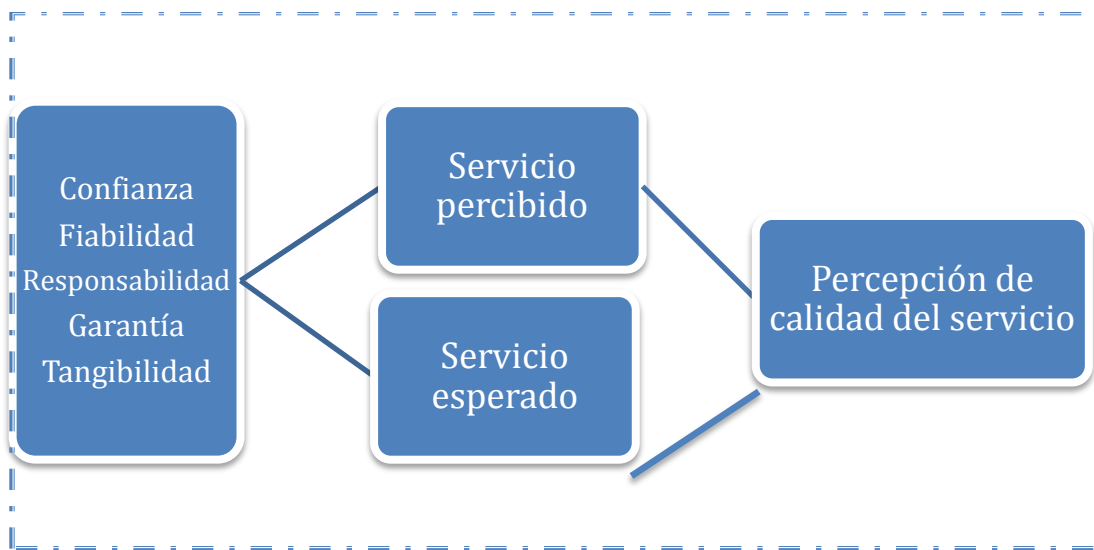 Confianza
Fiabilidad
Responsabilidad
Garantía
Tangibilidad
Servicio
percibido
Servicio
esperado
Percepción de
calidad del servicio